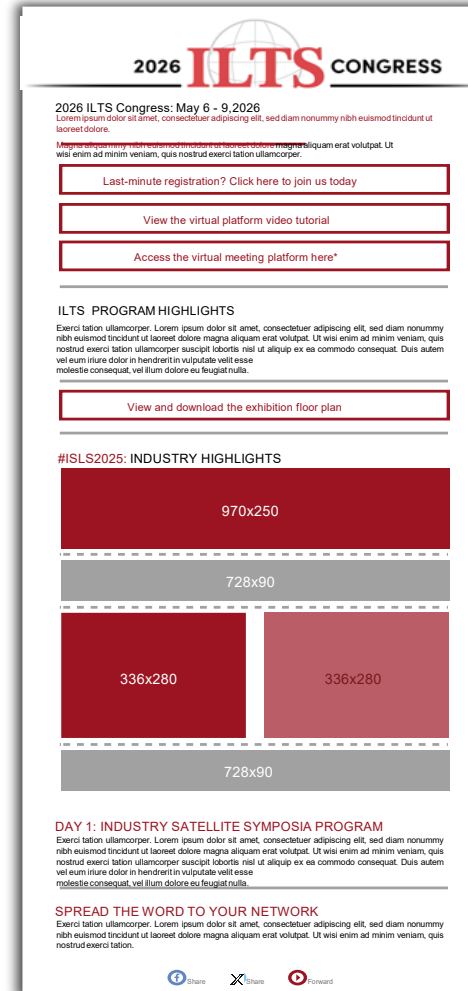 2026 ILTS CONGRESS
2026 ILTS Congress: May 6 - 9,2026
Lorem ipsum dolor sit amet, consectetuer adipiscing elit, sed diam nonummy nibh euismod tincidunt ut
laoreet dolore.
Magna aliquammy nibh euismod tincidunt ut laoreet dolore magna aliquam erat volutpat. Ut
wisi enim ad minim veniam, quis nostrud exerci tation ullamcorper.
Last-minute registration? Click here to join us today
View the virtual platform video tutorial
Access the virtual meeting platform here*
ILTS PROGRAM HIGHLIGHTS
Exerci tation ullamcorper. Lorem ipsum dolor sit amet, consectetuer adipiscing elit, sed diam nonummy
nibh euismod tincidunt ut laoreet dolore magna aliquam erat volutpat. Ut wisi enim ad minim veniam, quis
nostrud exerci tation ullamcorper suscipit lobortis nisl ut aliquip ex ea commodo consequat. Duis autem
vel eum iriure dolor in hendrerit in vulputate velit esse
molestie consequat, vel illum dolore eu feugiat nulla.
View and download the exhibition floor plan
#ISLS2025: INDUSTRY HIGHLIGHTS
970x250
728x90
336x280 336x280
728x90
DAY 1: INDUSTRY SATELLITE SYMPOSIA PROGRAM
Exerci tation ullamcorper. Lorem ipsum dolor sit amet, consectetuer adipiscing elit, sed diam nonummy
nibh euismod tincidunt ut laoreet dolore magna aliquam erat volutpat. Ut wisi enim ad minim veniam, quis
nostrud exerci tation ullamcorper suscipit lobortis nisl ut aliquip ex ea commodo consequat. Duis autem
vel eum iriure dolor in hendrerit in vulputate velit esse
molestie consequat, vel illum dolore eu feugiat nulla.
SPREAD THE WORD TO YOUR NETWORK
Exerci tation ullamcorper. Lorem ipsum dolor sit amet, consectetuer adipiscing elit, sed diam nonummy
nibh euismod tincidunt ut laoreet dolore magna aliquam erat volutpat. Ut wisi enim ad minim veniam, quis
nostrud exerci tation.
Share Share Forward